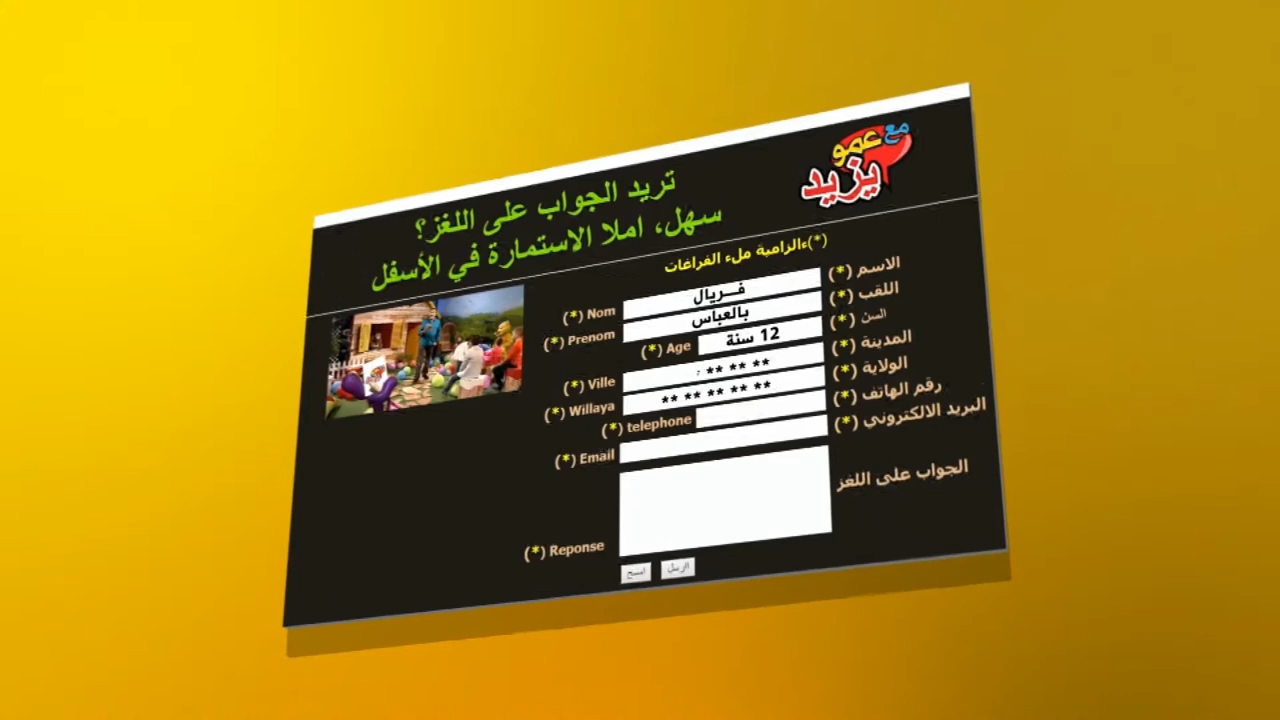 مع عمو يزيد
تريد الجواب على اللغز؟
سهل، املا الاستمارة في الأسفل
(*)ءالزامية ملء الفراغات
الاسم (*) فـــريال (*) Nom
اللقب (*) بالعباس (*) Prenom
السن (*) 12 سنة (*) Age
المدينة (*) ** ** ** (*) Ville
الولاية (*) ** ** ** ** ** (*) Willaya
رقم الهاتف (*) (*) telephone
البريد الالكتروني (*) (*) Email
الجواب على اللغز
(*) Reponse
ارسل امسح